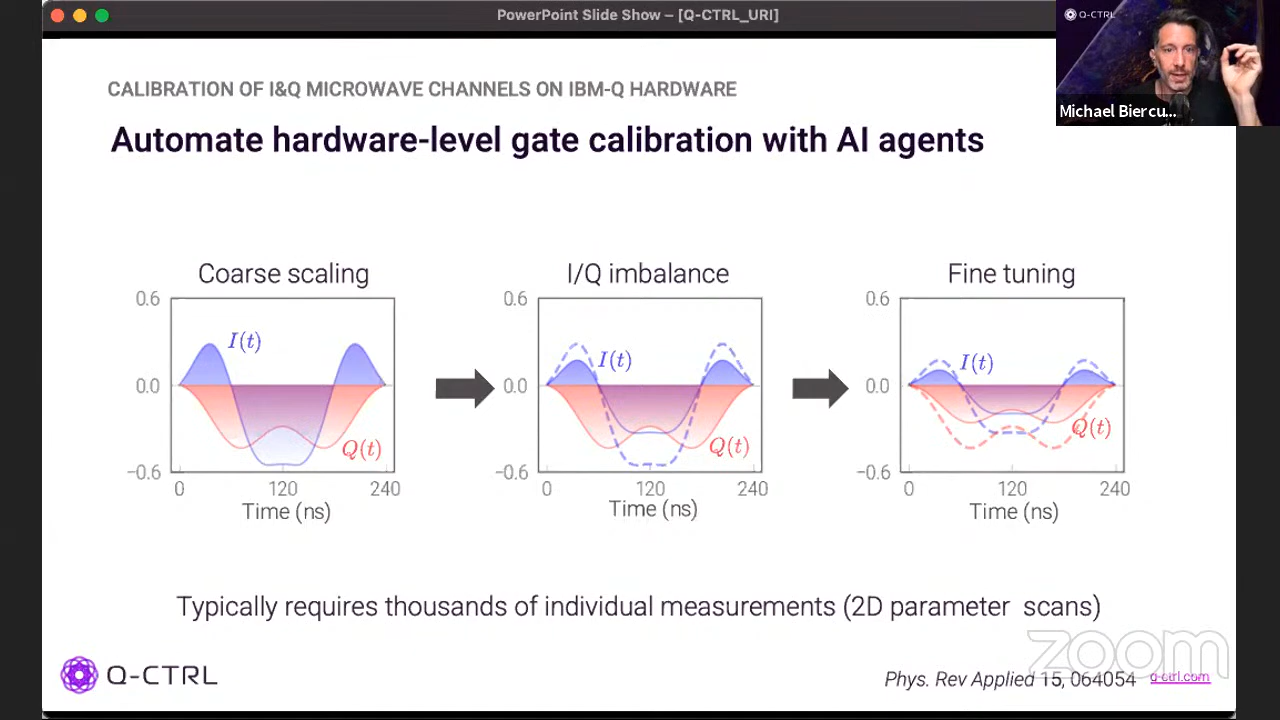 PowerPoint Slide Show – [Q-CTRL_URI]
Q-CTRL
Michael Biercu...
CALIBRATION OF I&Q MICROWAVE CHANNELS ON IBM-Q HARDWARE
Automate hardware-level gate calibration with AI agents
Coarse scaling
0.6
I(t)
0.0
Q(t)
−0.6
0 120 240
Time (ns)
I/Q imbalance
0.6
I(t)
0.0
Q(t)
−0.6
0 120 240
Time (ns)
Fine tuning
0.6
I(t)
0.0
Q(t)
−0.6
0 120 240
Time (ns)
Typically requires thousands of individual measurements (2D parameter scans)
zoom
Q-CTRL
Phys. Rev Applied 15, 064054
q-ctrl.com